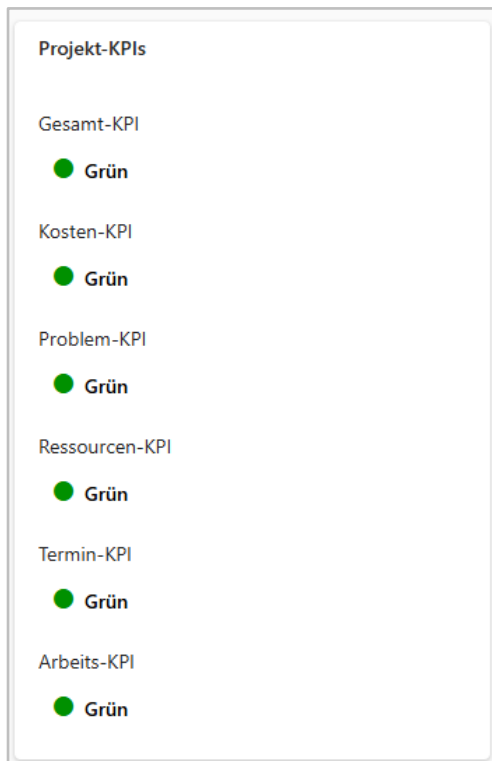 Projekt-KPIs
Gesamt-KPI
Grün
Kosten-KPI
Grün
Problem-KPI
Grün
Ressourcen-KPI
Grün
Termin-KPI
Grün
Arbeits-KPI
Grün